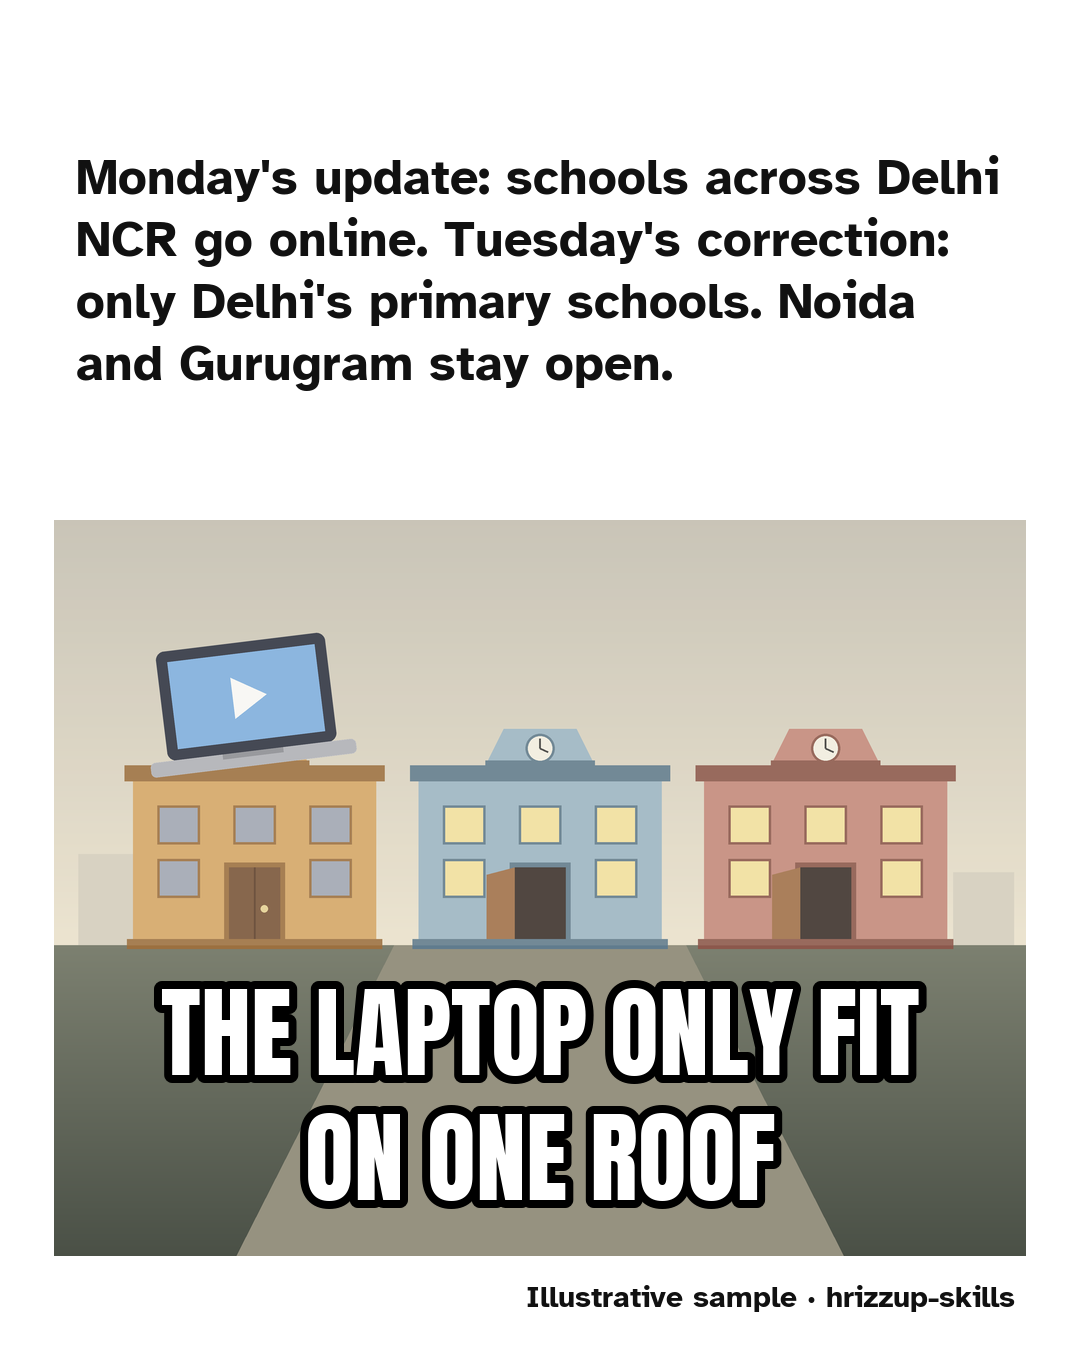 Monday's update: schools across Delhi
NCR go online. Tuesday's correction:
only Delhi's primary schools. Noida
and Gurugram stay open.
THE LAPTOP ONLY FIT
ON ONE ROOF
Illustrative sample • hrizzup-skills